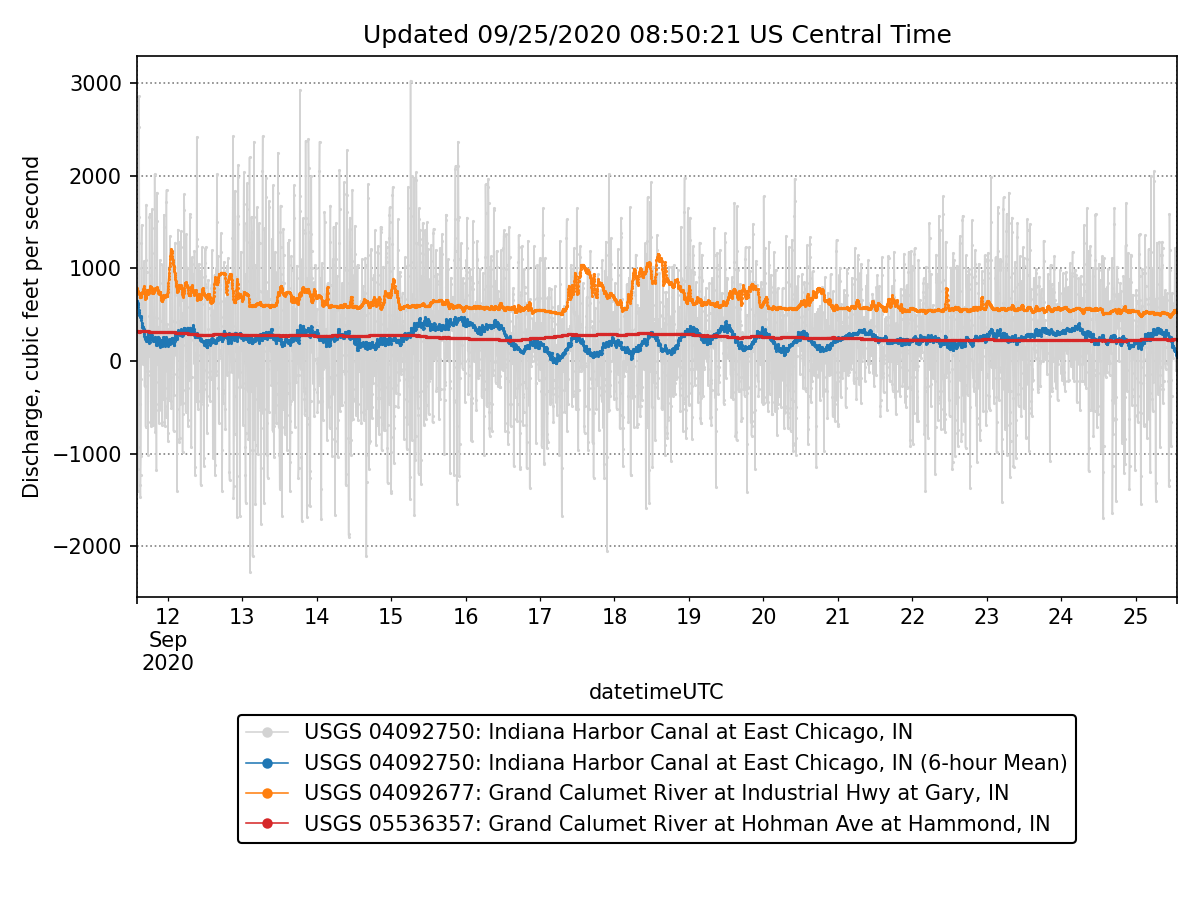 Updated 09/25/2020 08:50:21 US Central Time
Discharge, cubic feet per second
3000
2000
1000
0
−1000
−2000
12 13 14 15 16 17 18 19 20 21 22 23 24 25
Sep
2020
datetimeUTC
USGS 04092750: Indiana Harbor Canal at East Chicago, IN
USGS 04092750: Indiana Harbor Canal at East Chicago, IN (6-hour Mean)
USGS 04092677: Grand Calumet River at Industrial Hwy at Gary, IN
USGS 05536357: Grand Calumet River at Hohman Ave at Hammond, IN